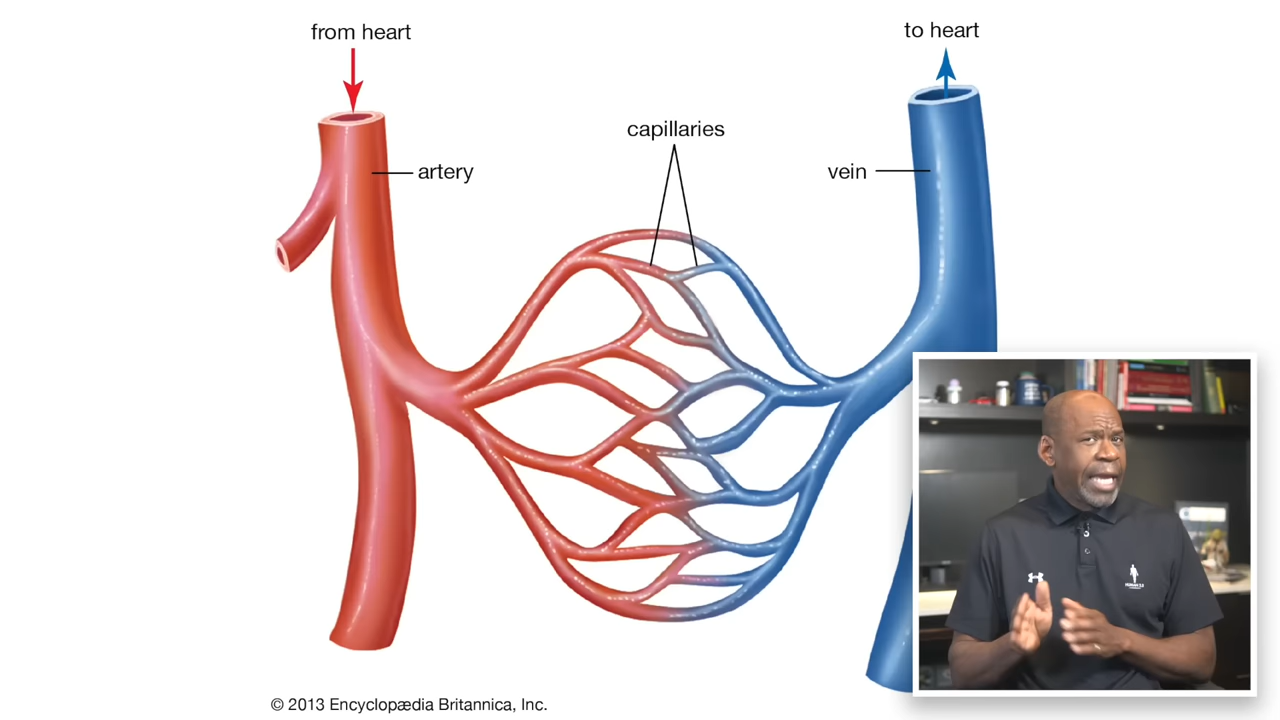 from heart
to heart
capillaries
artery
vein
© 2013 Encyclopædia Britannica, Inc.